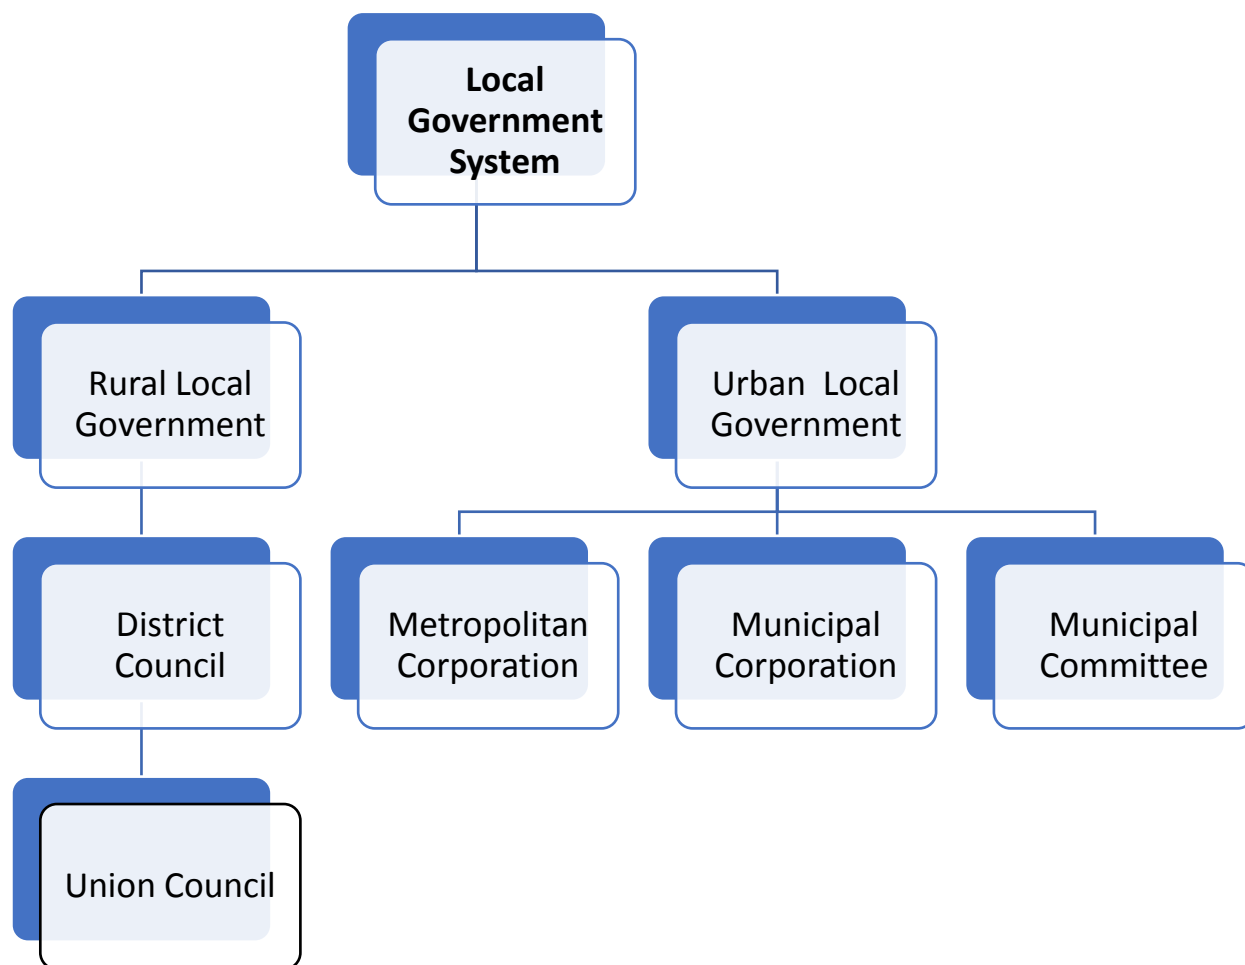 Local
Government
System
Rural Local
Government
Urban  Local
Government
District
Council
Metropolitan
Corporation
Municipal
Corporation
Municipal
Committee
Union Council